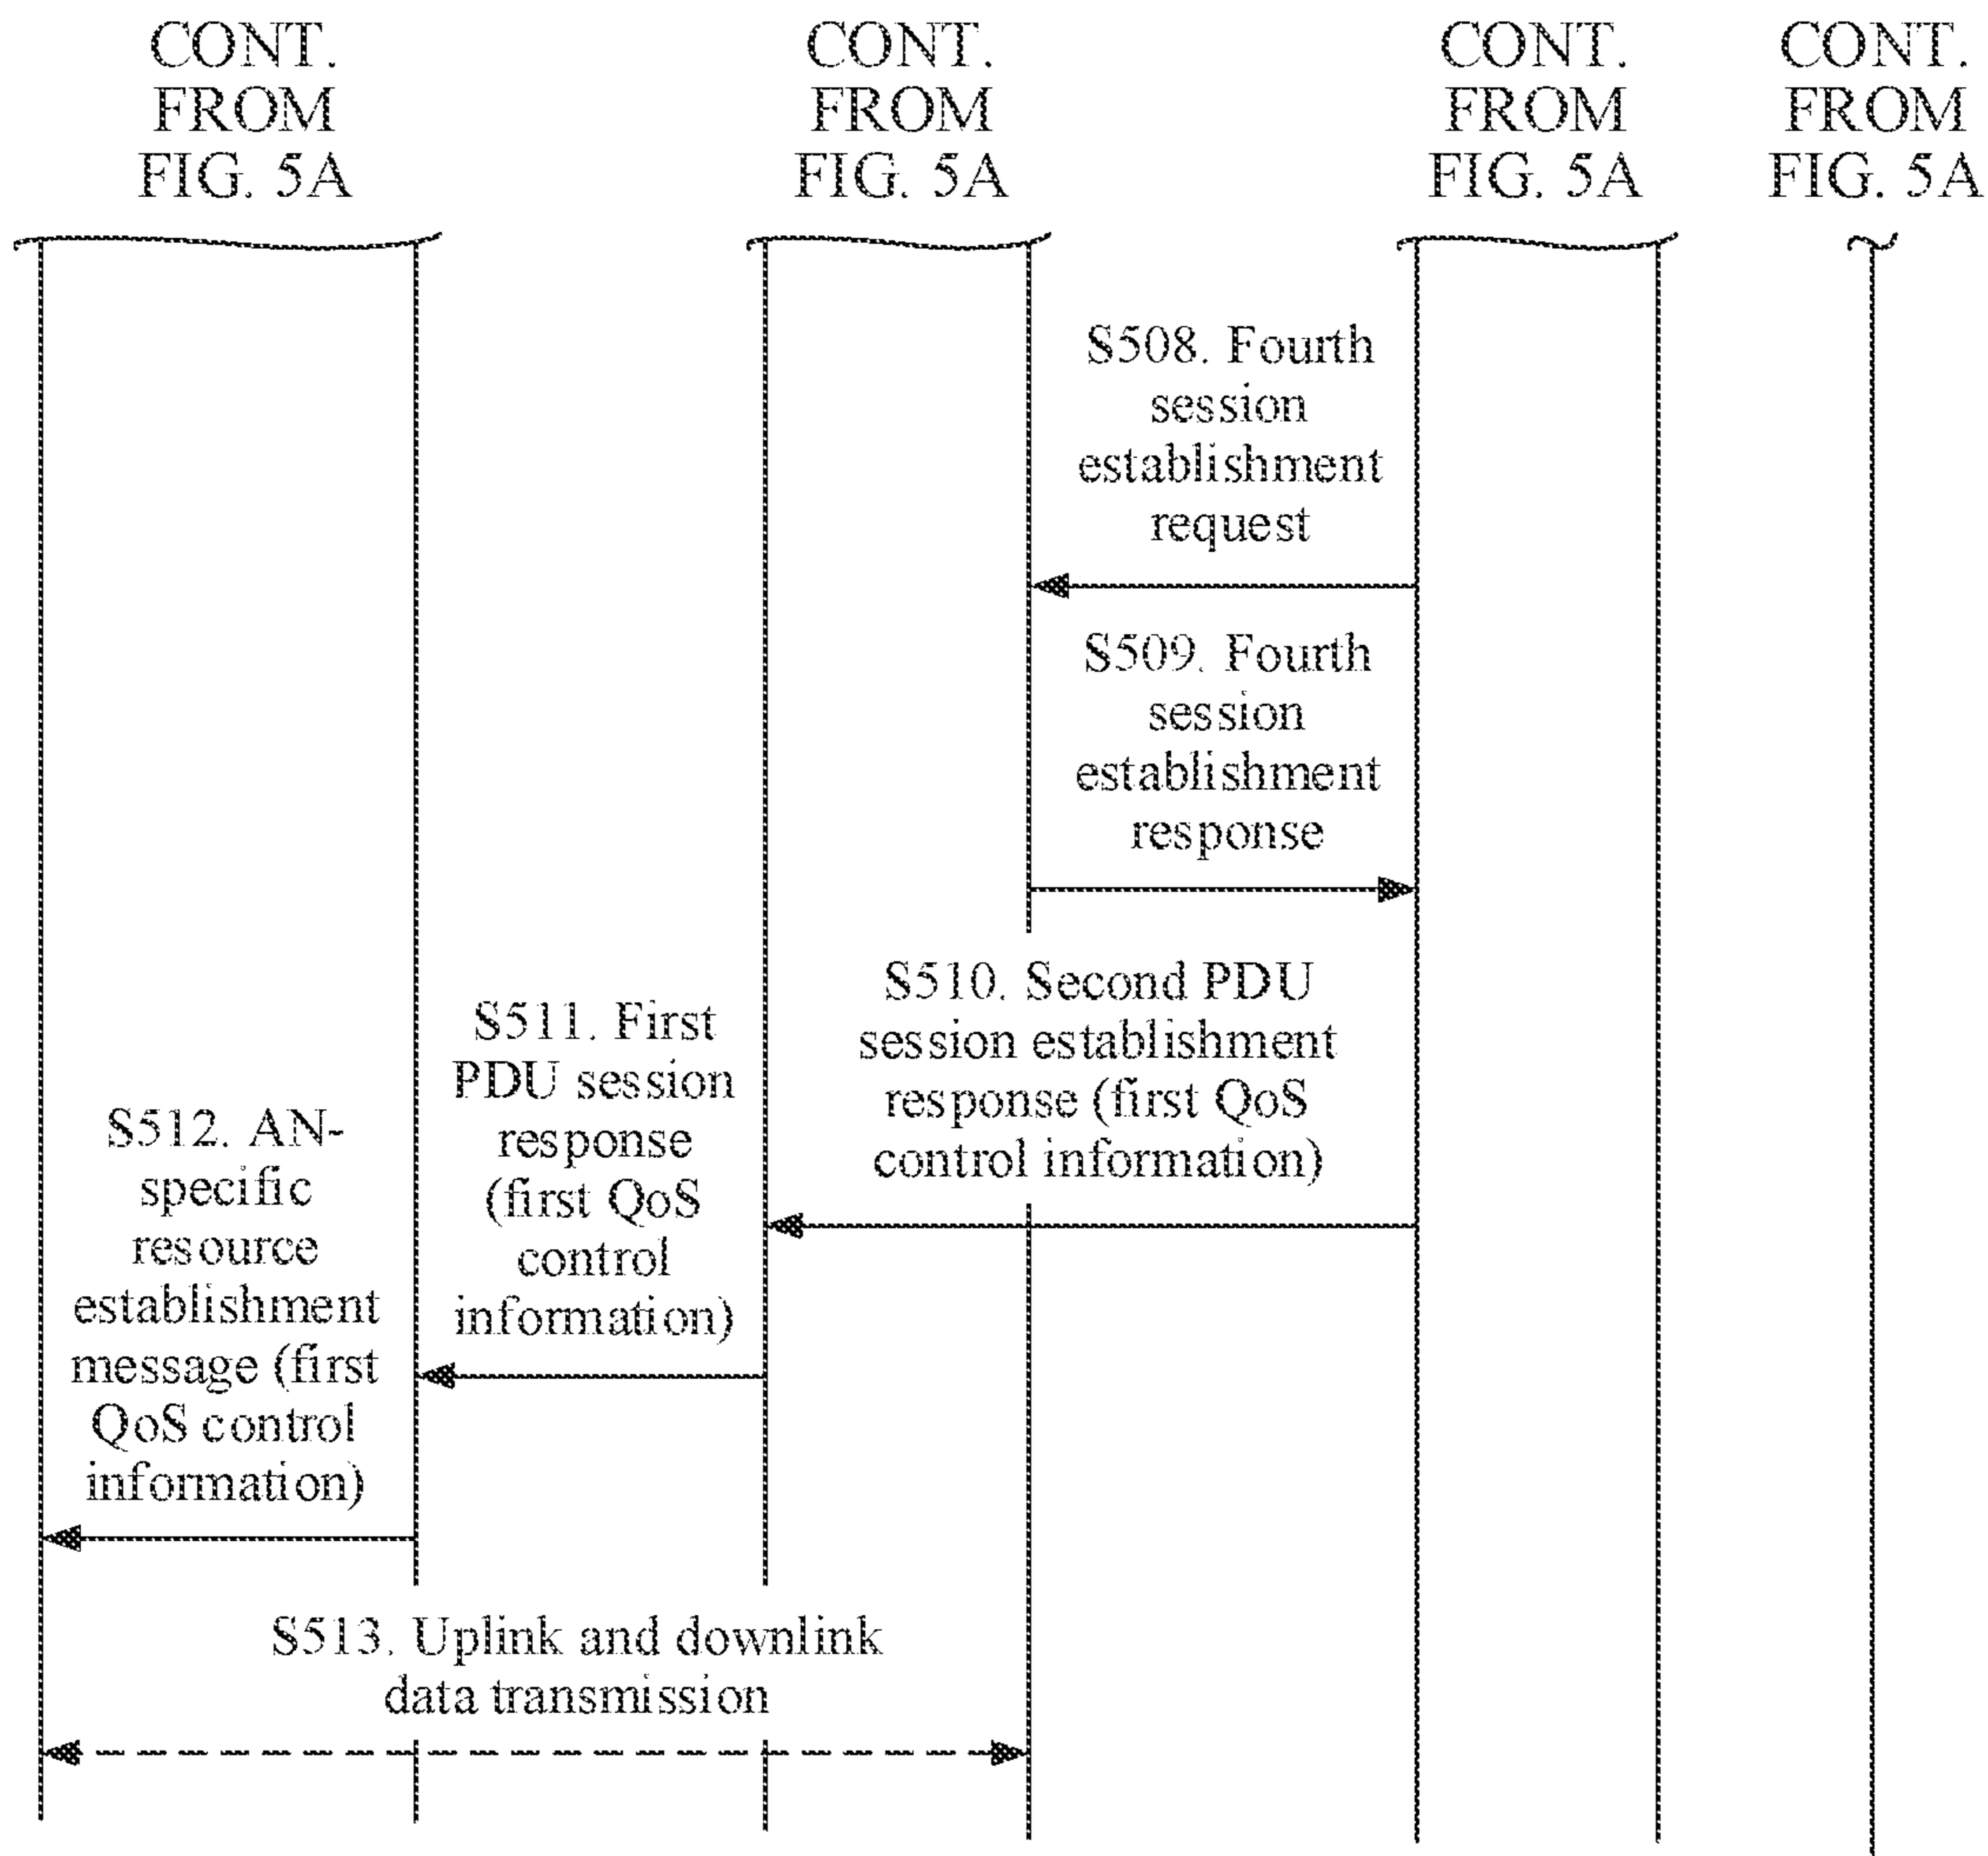 CONT.
FROM
FIG. 5A
CONT.
FROM
FIG. 5A
CONT.
FROM
FIG. 5A
CONT.
FROM
FIG. 5A
S508. Fourth
session
establishment
request
S509. Fourth
session
establishment
response
S510. Second PDU
session establishment
response (first QoS
control information)
S511. First
PDU session
response
(first QoS
control
information)
S512. AN-
specific
resource
establishment
message (first
QoS control
information)
S513. Uplink and downlink
data transmission